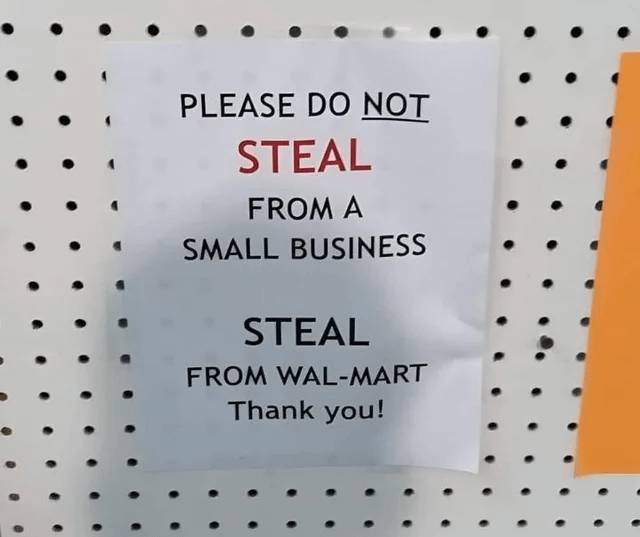 PLEASE DO NOT
STEAL
FROM A
SMALL BUSINESS
STEAL
FROM WAL-MART
Thank you!